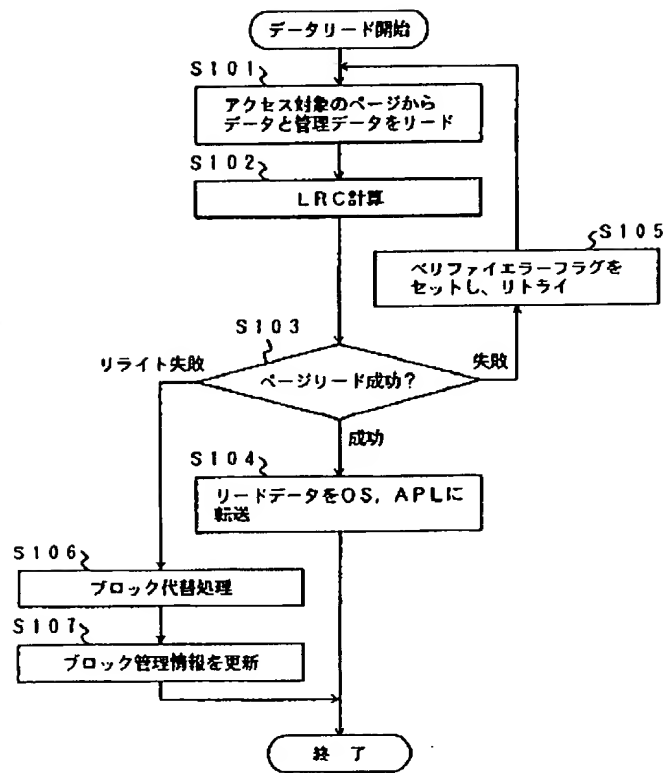 データリード開始
S101
アクセス対象のページから
データと管理データをリード
S102
LRC計算
S105
ベリファイエラーフラグを
セットし、リトライ
S103
リライト失敗
ページリード成功?
失敗
成功
S104
リードデータをOS,APLに
転送
S106
ブロック代替処理
S107
ブロック管理情報を更新
終 了